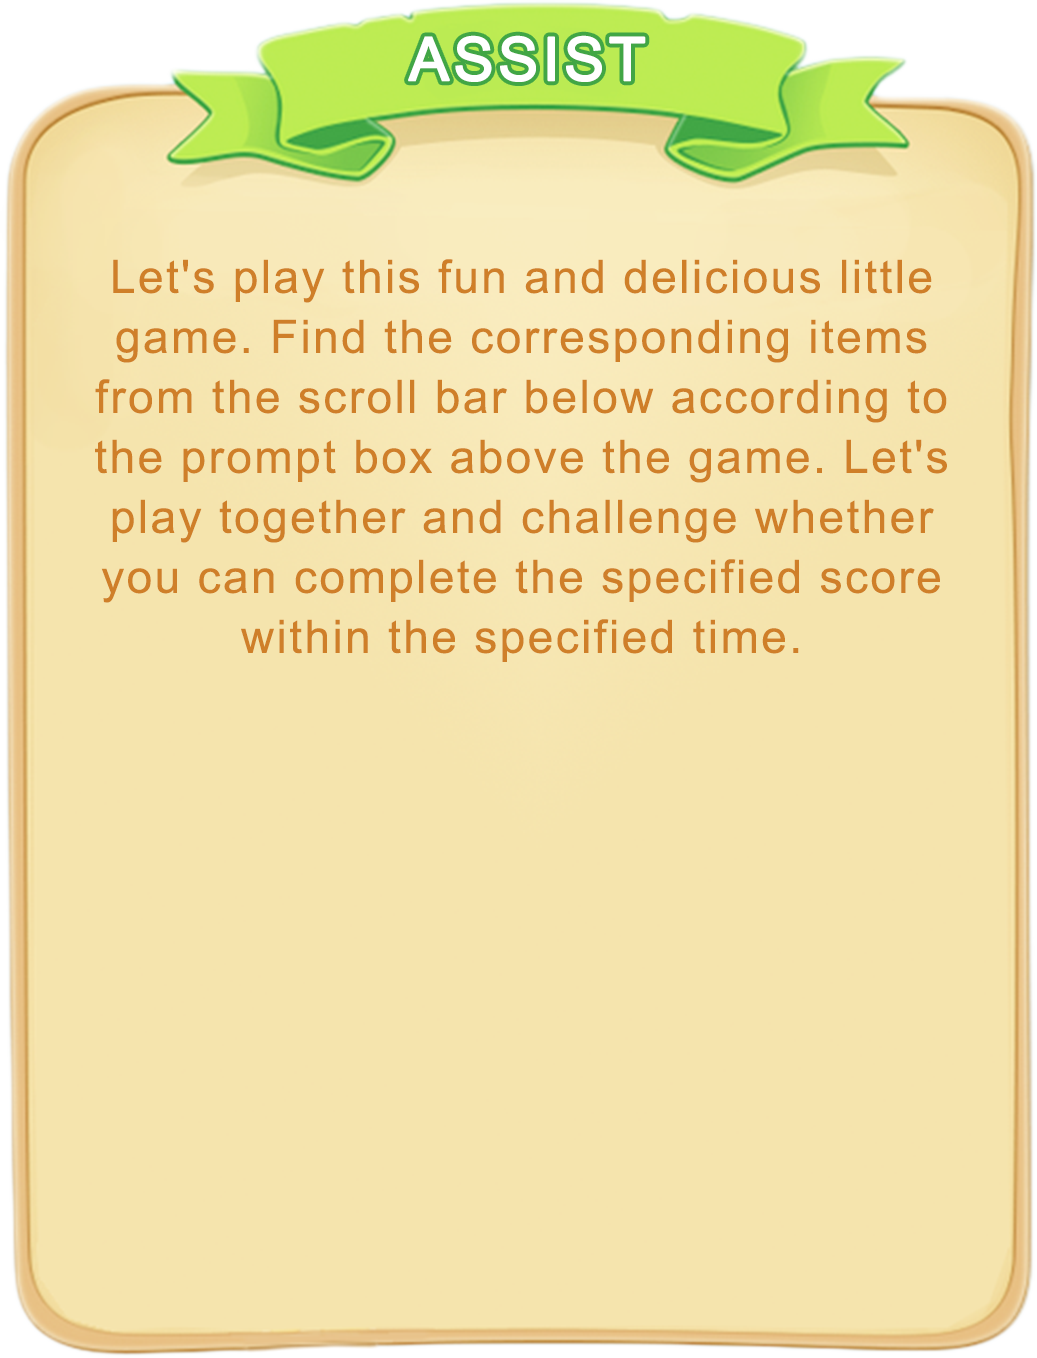 ASSIST
Let's play this fun and delicious little
game. Find the corresponding items
from the scroll bar below according to
the prompt box above the game. Let's
play together and challenge whether
you can complete the specified score
within the specified time.